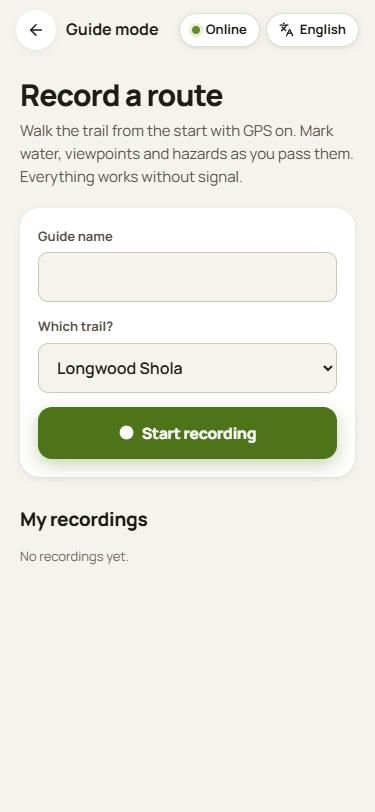 Guide mode
Online
English
Record a route
Walk the trail from the start with GPS on. Mark
water, viewpoints and hazards as you pass them.
Everything works without signal.
Guide name
Which trail?
Longwood Shola
Start recording
My recordings
No recordings yet.